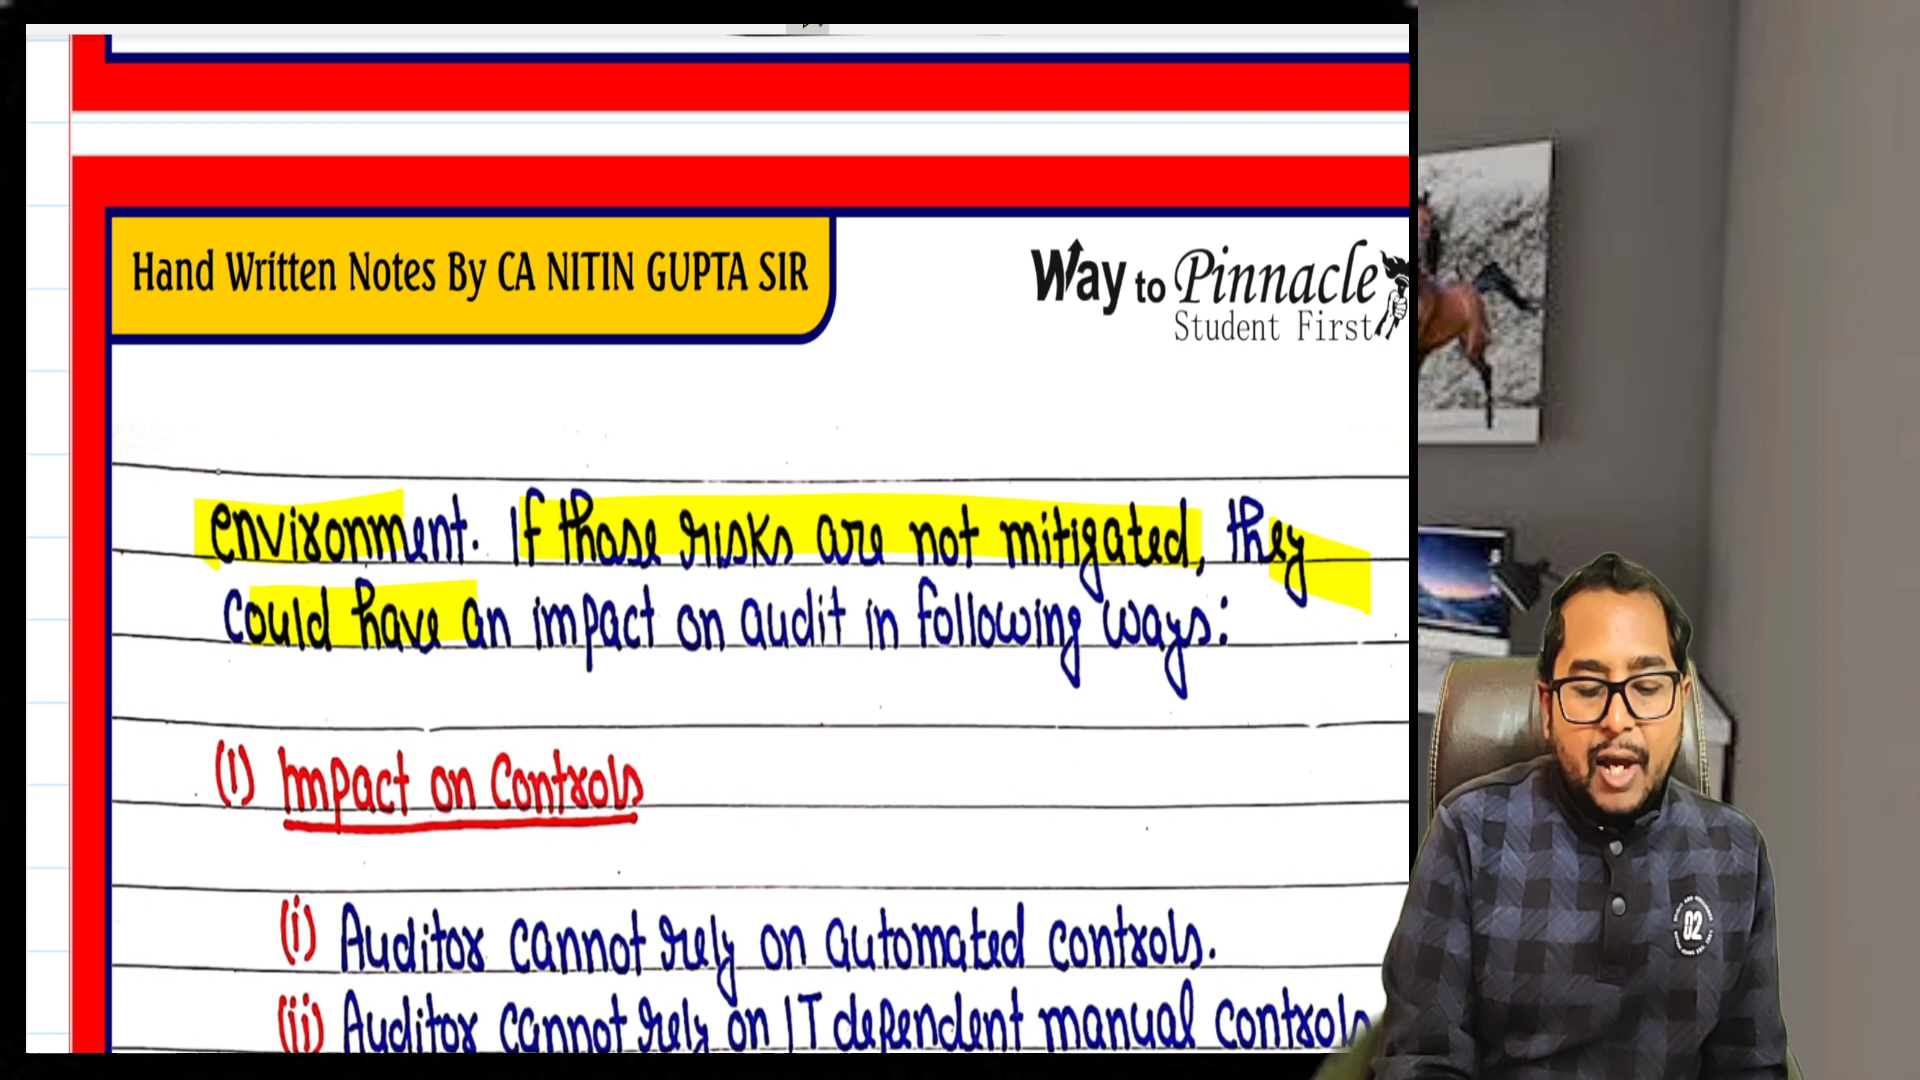 Hand Written Notes By CA NITIN GUPTA SIR
Way to Pinnacle
Student First
environment. If those risks are not mitigated, they
could have an impact on audit in following ways:
(1) Impact on Controls
(i) Auditor cannot rely on automated controls.
(ii) Auditor cannot rely on IT dependent manual controls
02